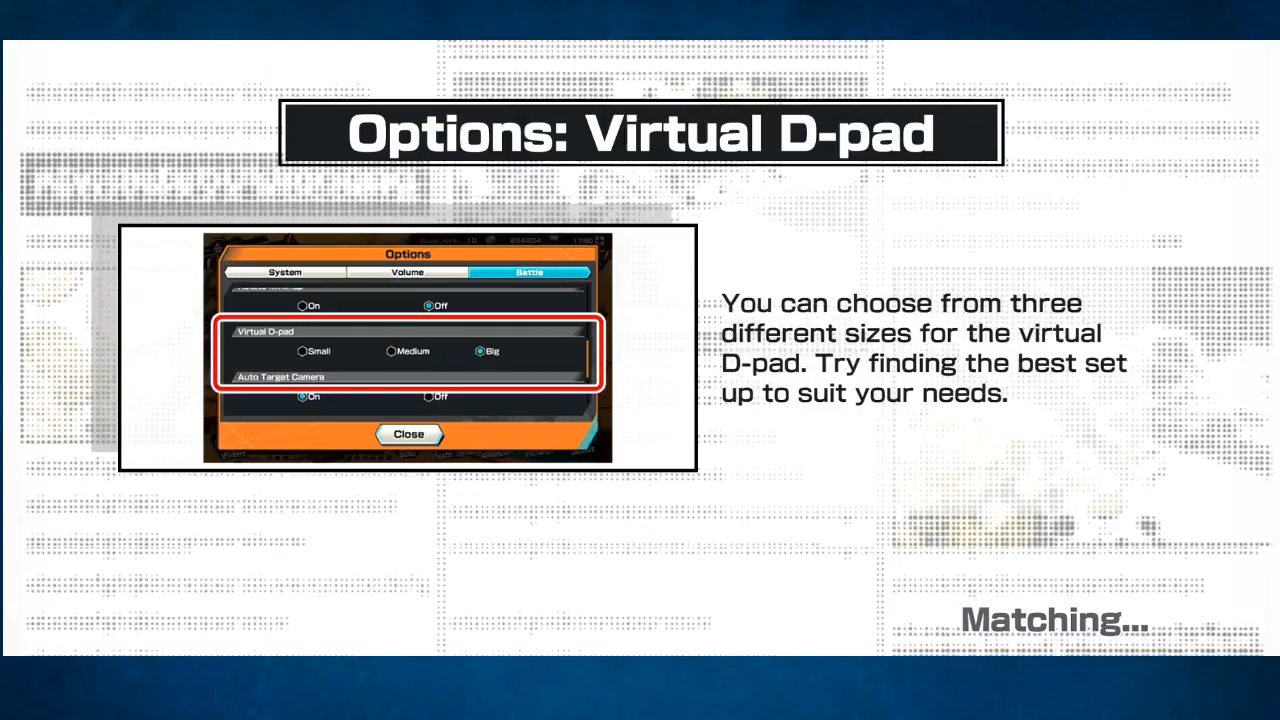 Options: Virtual D-pad
Options
System Volume Battle
On Off
Virtual D-pad
Small Medium Big
Auto Target Camera
On Off
Close
You can choose from three
different sizes for the virtual
D-pad. Try finding the best set
up to suit your needs.
Matching...